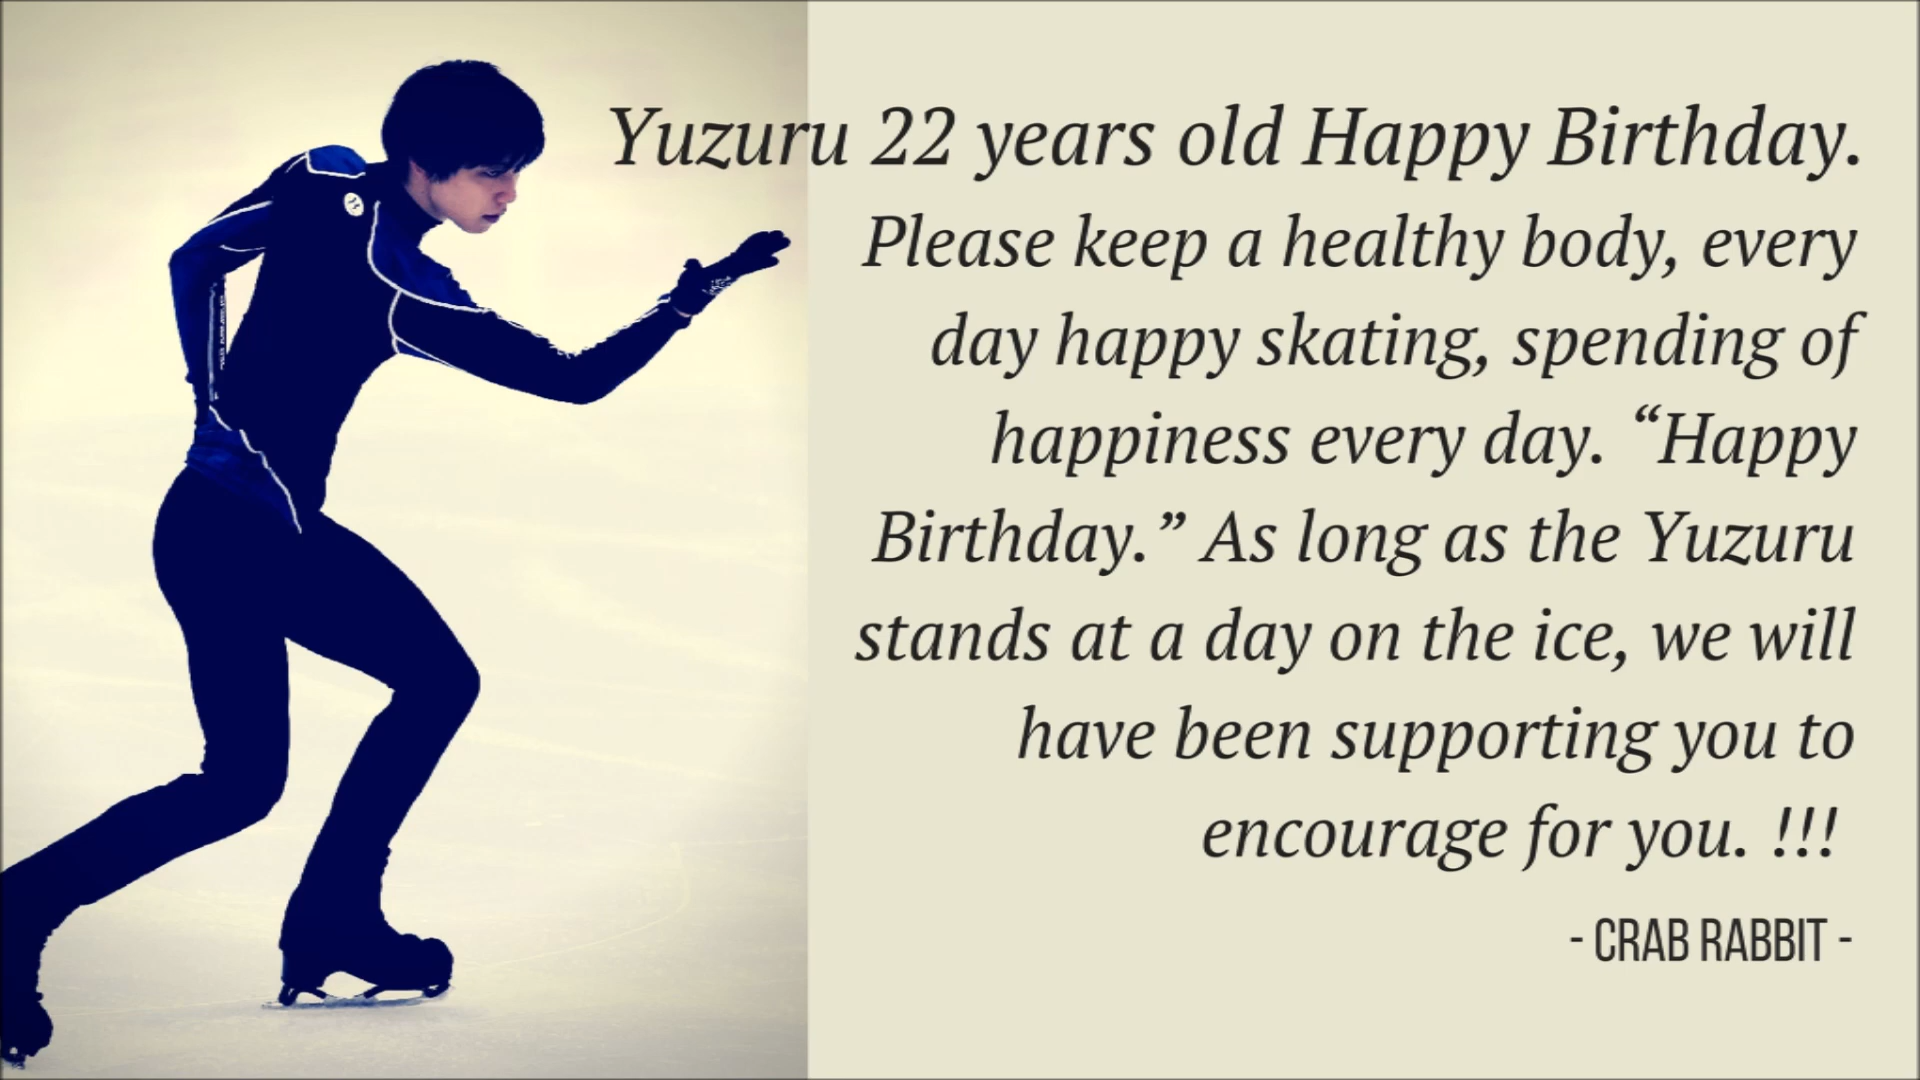 Yuzuru 22 years old Happy Birthday.
Please keep a healthy body, every
day happy skating, spending of
happiness every day. “Happy
Birthday.” As long as the Yuzuru
stands at a day on the ice, we will
have been supporting you to
encourage for you. !!!
- CRAB RABBIT -